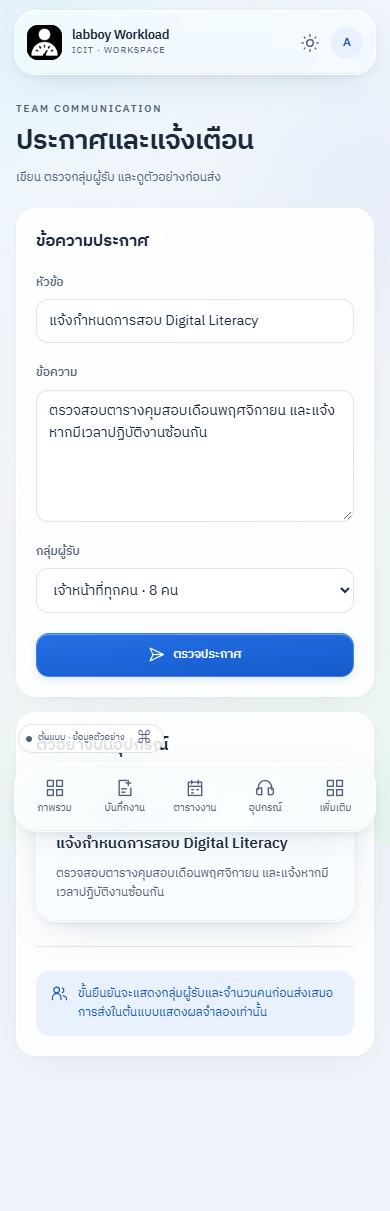 labboy Workload
ICIT · WORKSPACE
A
TEAM COMMUNICATION
ประกาศและแจ้งเตือน
เขียน ตรวจกลุ่มผู้รับ และดูตัวอย่างก่อนส่ง
ข้อความประกาศ
หัวข้อ
แจ้งกำหนดการสอบ Digital Literacy
ข้อความ
ตรวจสอบตารางคุมสอบเดือนพฤศจิกายน และแจ้ง
หากมีเวลาปฏิบัติงานซ้อนกัน
กลุ่มผู้รับ
เจ้าหน้าที่ทุกคน · 8 คน
ตรวจประกาศ
ตัวอย่างบนอุปกรณ์
ต้นแบบ · ข้อมูลตัวอย่าง
ภาพรวม
บันทึกงาน
ตารางงาน
อุปกรณ์
เพิ่มเติม
แจ้งกำหนดการสอบ Digital Literacy
ตรวจสอบตารางคุมสอบเดือนพฤศจิกายน และแจ้งหากมี
เวลาปฏิบัติงานซ้อนกัน
ขั้นยืนยันจะแสดงกลุ่มผู้รับและจำนวนคนก่อนส่งเสมอ
การส่งในต้นแบบแสดงผลจำลองเท่านั้น